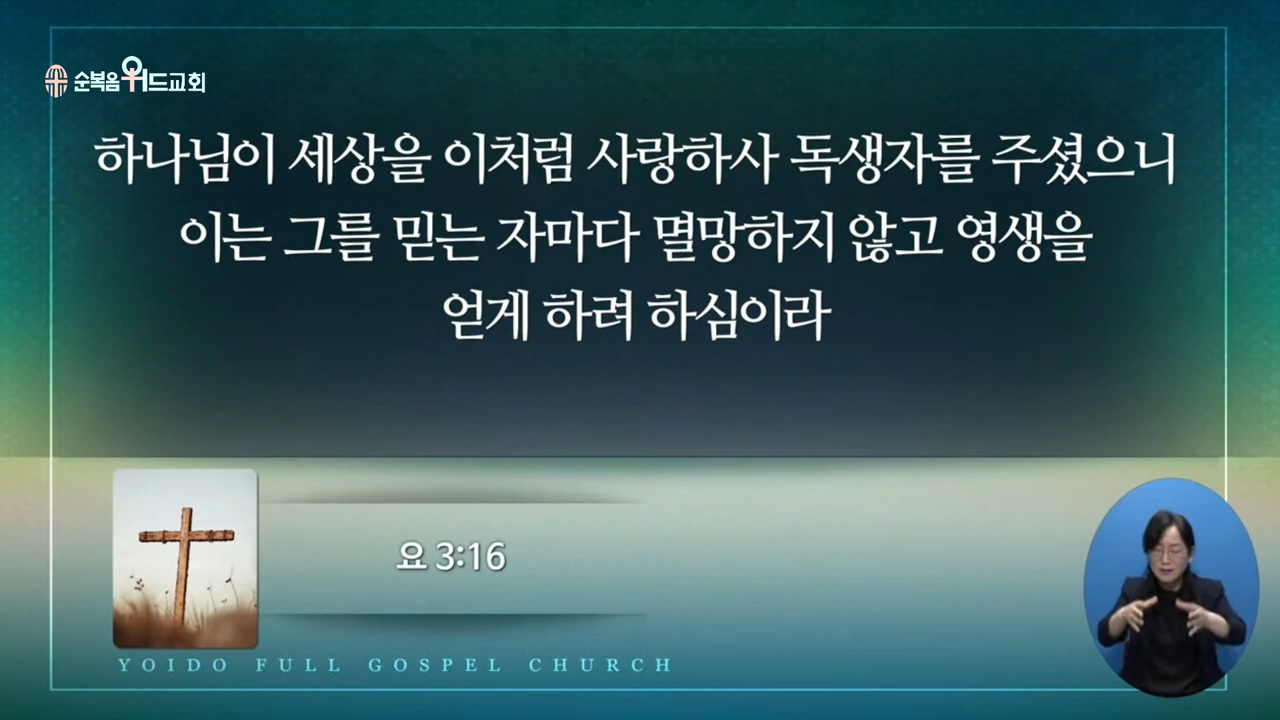 순복음위드교회
하나님이 세상을 이처럼 사랑하사 독생자를 주셨으니
이는 그를 믿는 자마다 멸망하지 않고 영생을
얻게 하려 하심이라
요 3:16
YOIDO FULL GOSPEL CHURCH